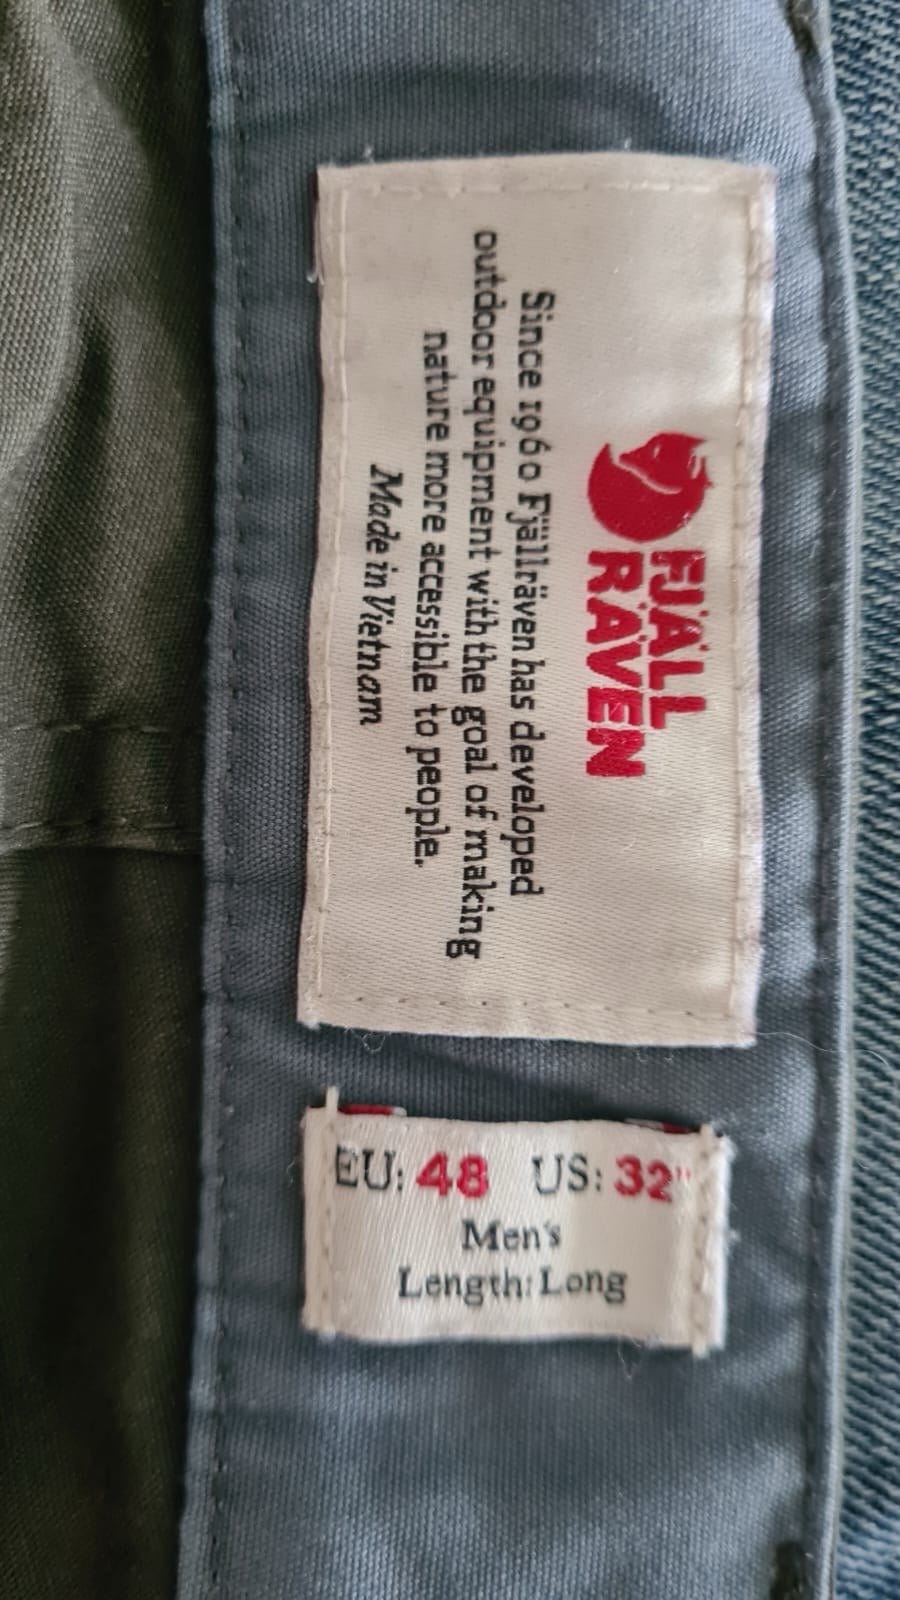 FJÄLL
RÄVEN
Since 1960 Fjällräven has developed
outdoor equipment with the goal of making
nature more accessible to people.
Made in Vietnam
EU: 48 US: 32"
Men's
Length: Long